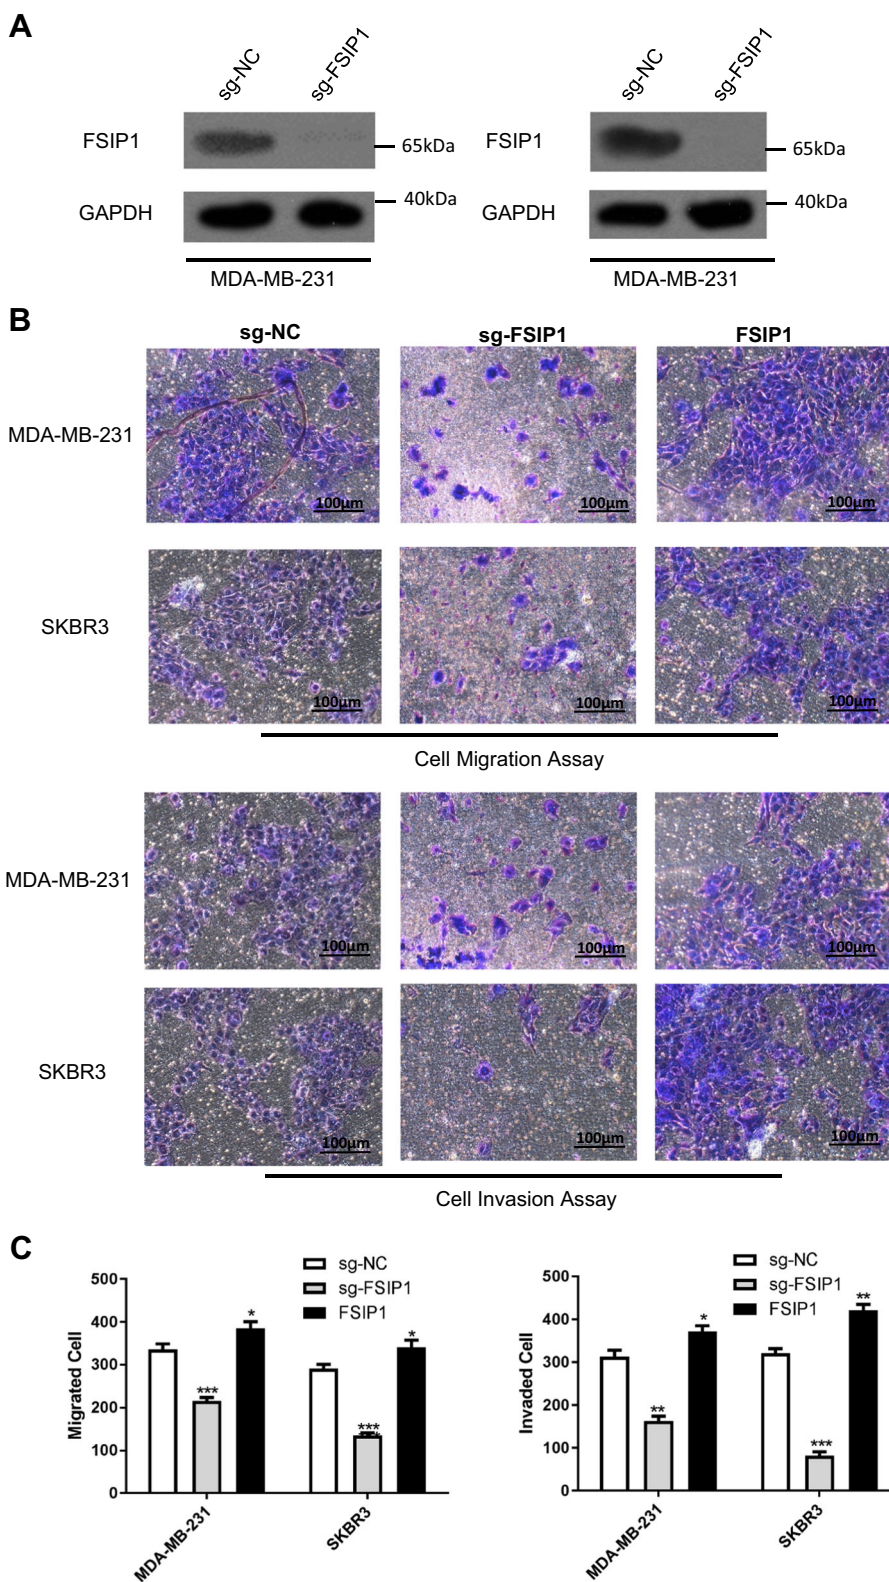 A
sg-NC
sg-FSIP1
sg-NC
sg-FSIP1
FSIP1
65kDa
FSIP1
65kDa
GAPDH
40kDa
GAPDH
40kDa
MDA-MB-231
MDA-MB-231
B
sg-NC
sg-FSIP1
FSIP1
MDA-MB-231
100μm
100μm
100μm
SKBR3
100μm
100μm
100μm
Cell Migration Assay
MDA-MB-231
100μm
100μm
100μm
SKBR3
100μm
100μm
100μm
Cell Invasion Assay
C
sg-NC
sg-FSIP1
FSIP1
Migrated Cell
500
400
300
200
100
0
***
*
***
*
MDA-MB-231
SKBR3
sg-NC
sg-FSIP1
FSIP1
Invaded Cell
500
400
300
200
100
0
**
*
***
**
MDA-MB-231
SKBR3